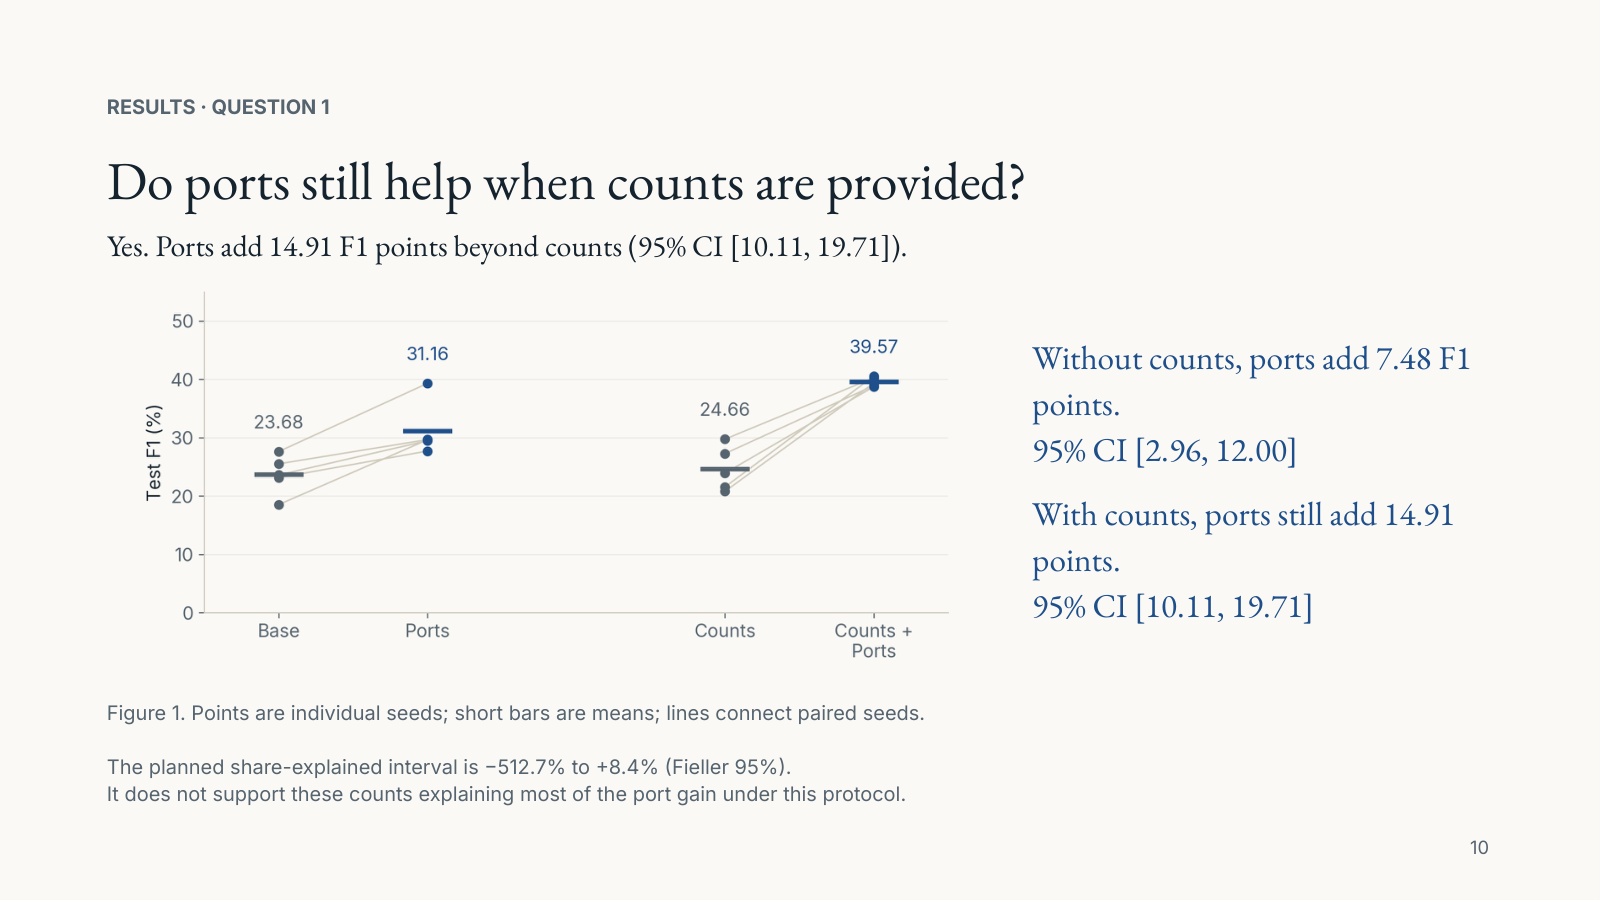 RESULTS · QUESTION 1
Do ports still help when counts are provided?
Yes. Ports add 14.91 F1 points beyond counts (95% CI [10.11, 19.71]).
Test F1 (%)
50
40
30
20
10
0
23.68
31.16
24.66
39.57
Base
Ports
Counts
Counts +
Ports
Without counts, ports add 7.48 F1
points.
95% CI [2.96, 12.00]
With counts, ports still add 14.91
points.
95% CI [10.11, 19.71]
Figure 1. Points are individual seeds; short bars are means; lines connect paired seeds.
The planned share-explained interval is −512.7% to +8.4% (Fieller 95%).
It does not support these counts explaining most of the port gain under this protocol.
10